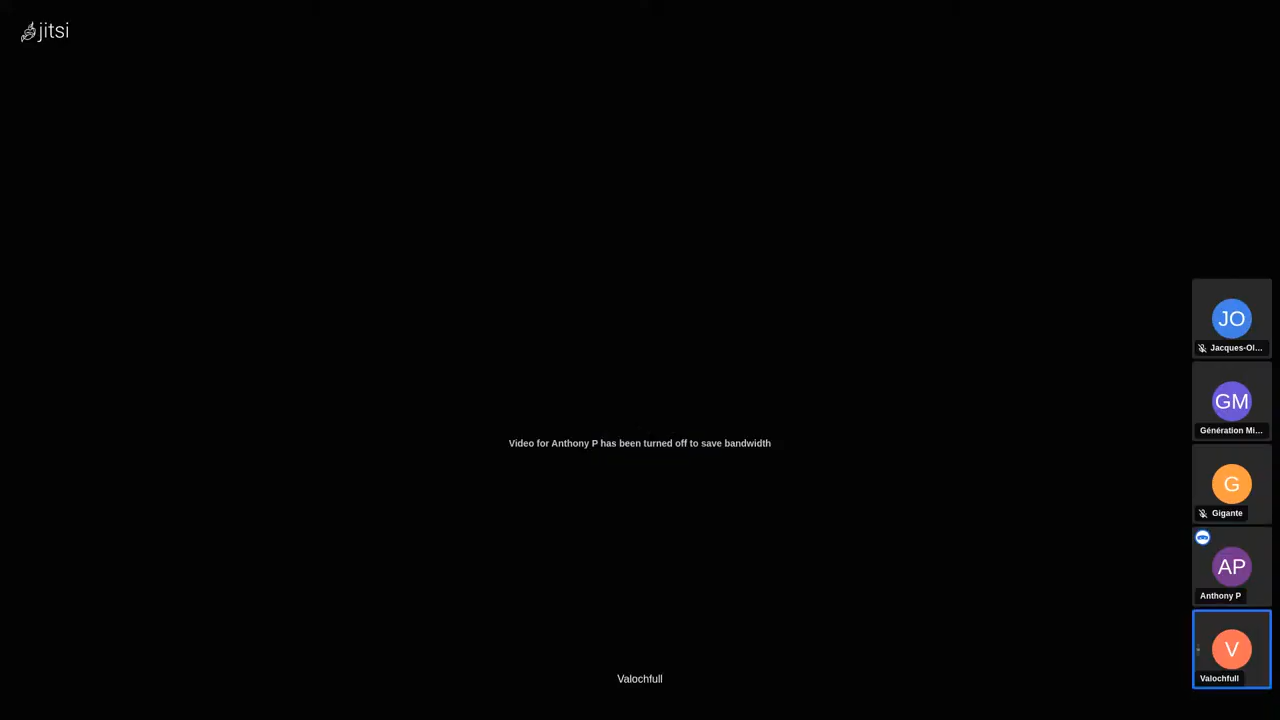 jitsi
JO
Jacques-Ol...
GM
Génération Mi...
Video for Anthony P has been turned off to save bandwidth
G
Gigante
AP
Anthony P
V
Valochfull
Valochfull